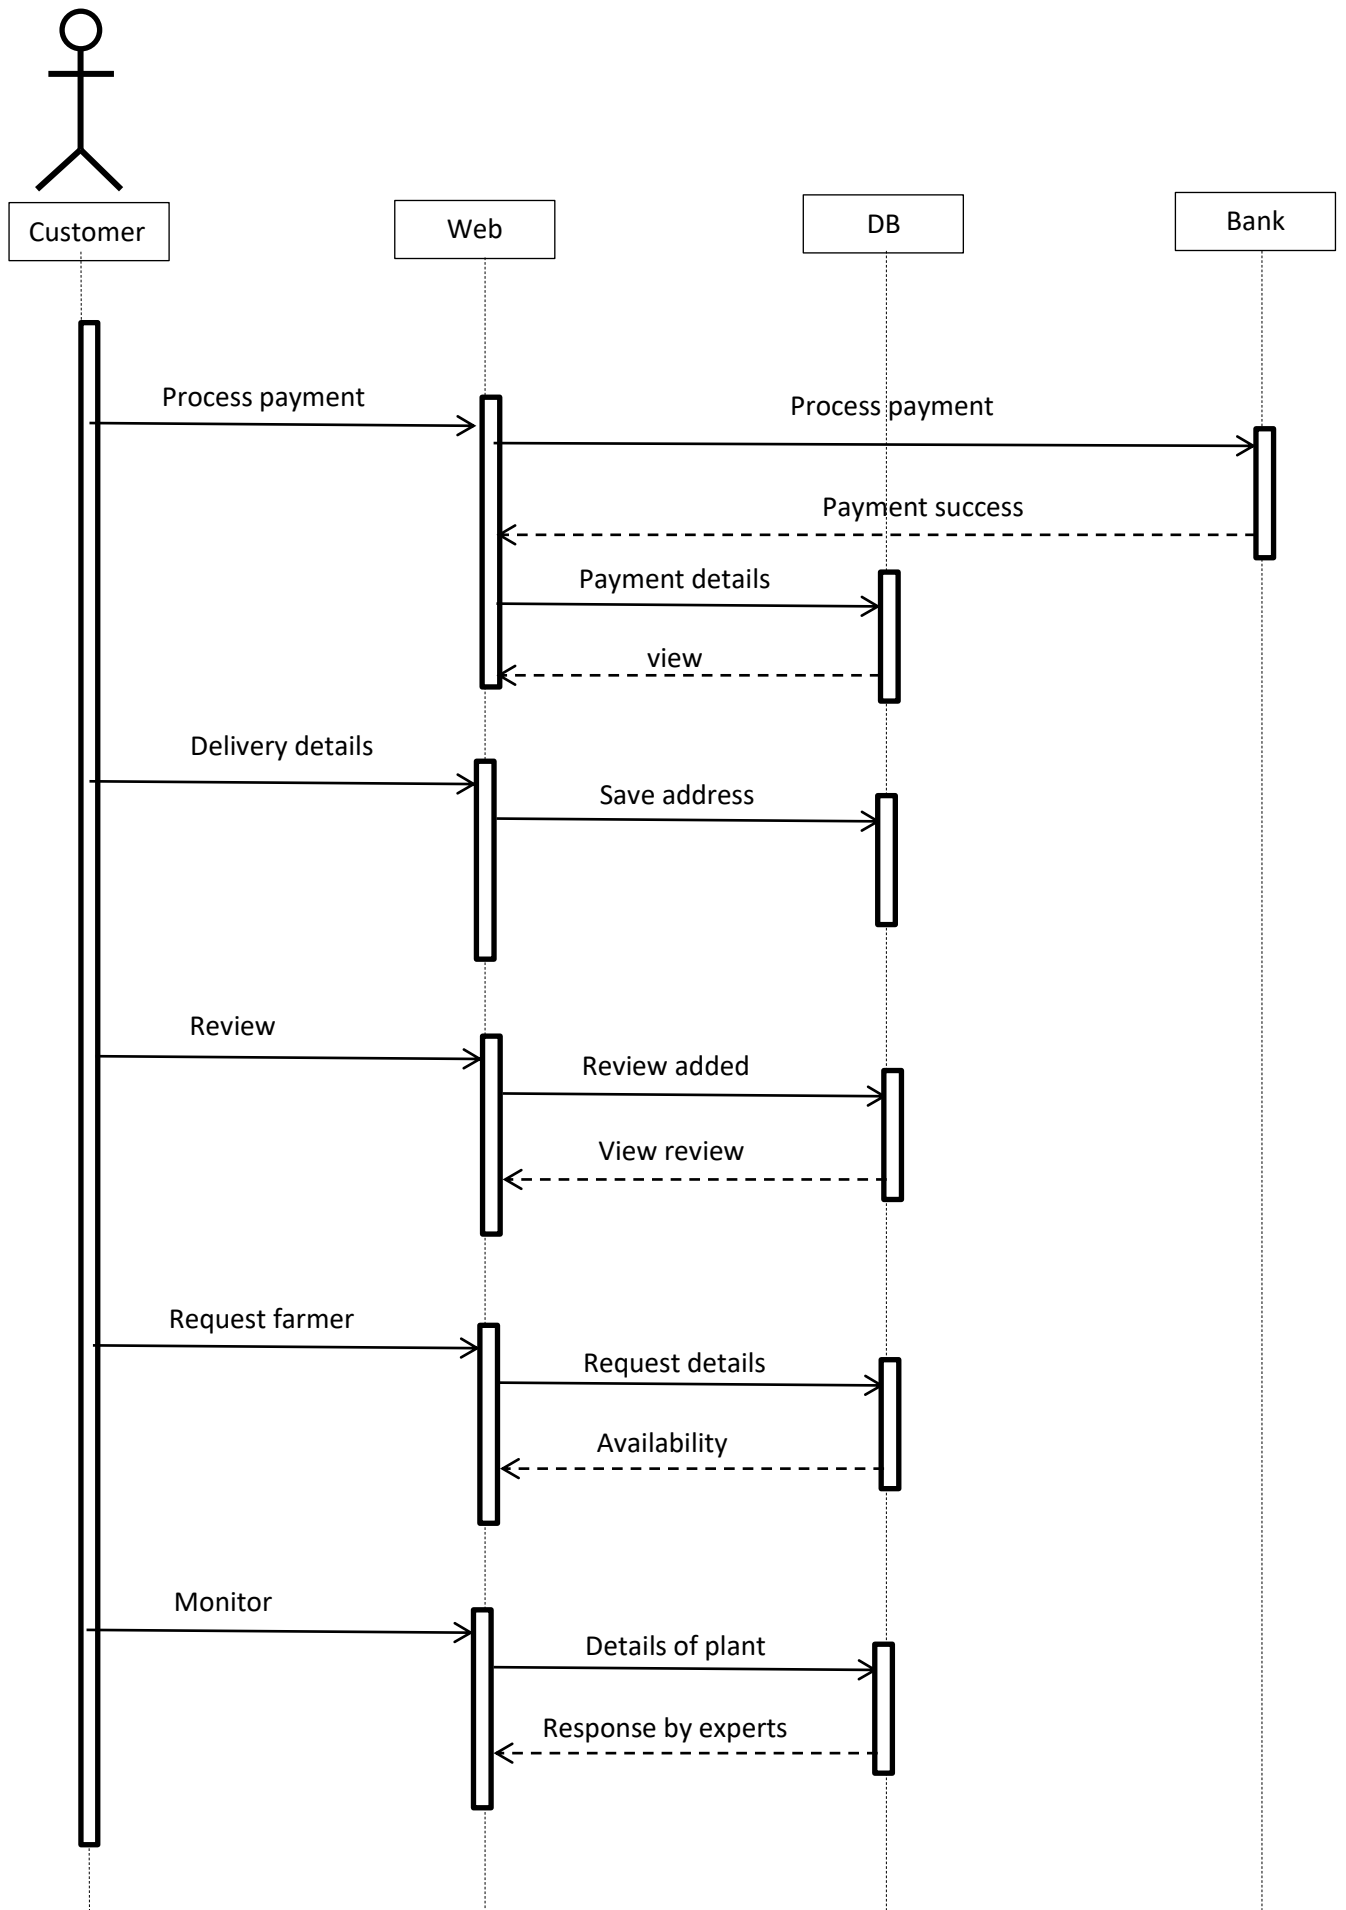 Customer
Web
DB
Bank
Process payment
Process payment
Payment success
Payment details
view
Delivery details
Save address
Review
Review added
View review
Request farmer
Request details
Availability
Monitor
Details of plant
Response by experts